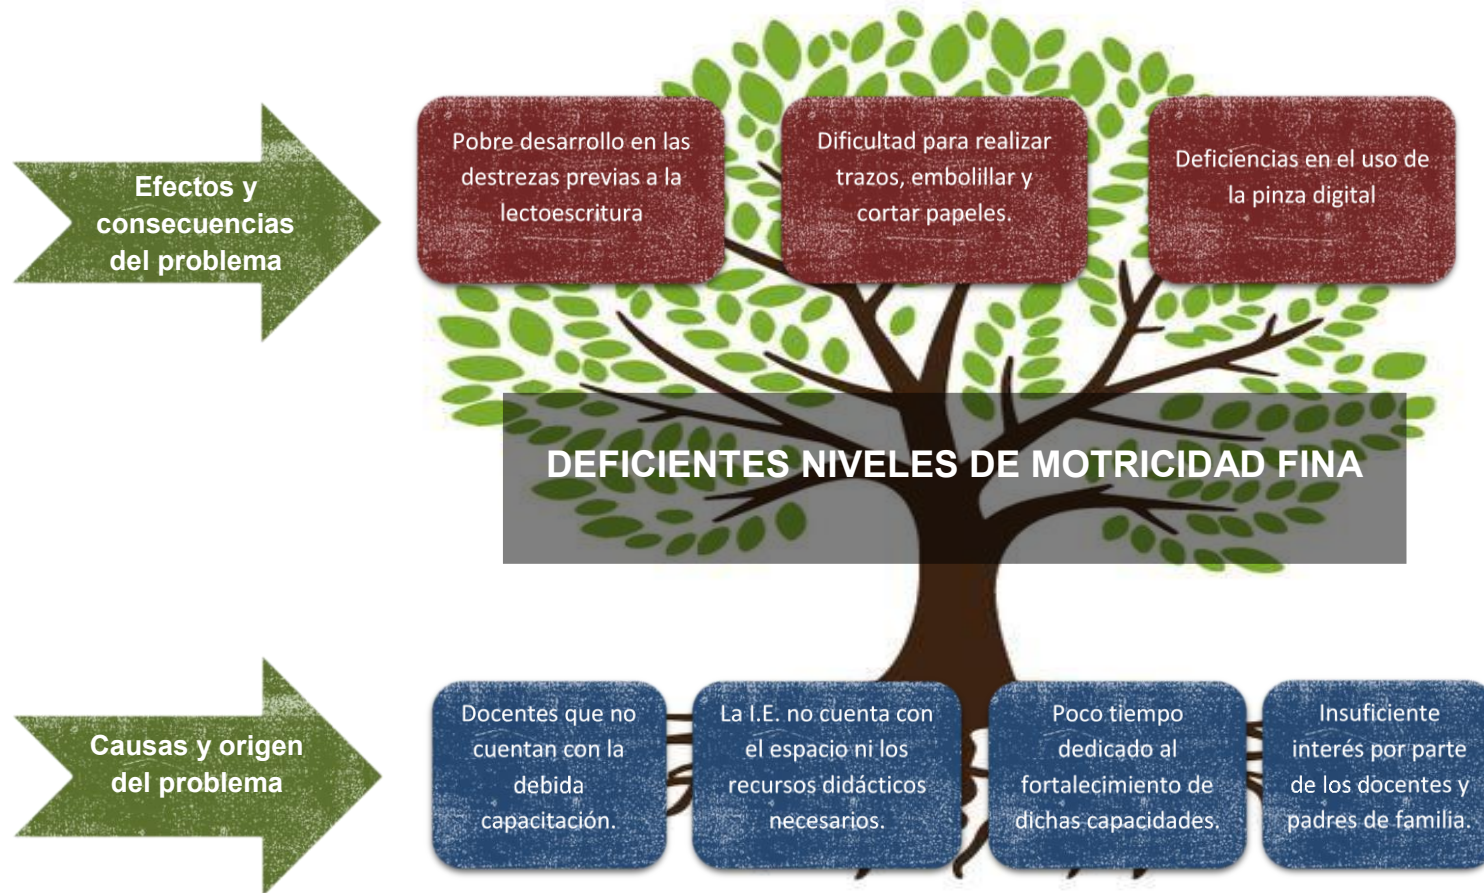 Efectos y
consecuencias
del problema
Pobre desarrollo en las
destrezas previas a la
lectoescritura
Dificultad para realizar
trazos, embolillar y
cortar papeles.
Deficiencias en el uso de
la pinza digital
DEFICIENTES NIVELES DE MOTRICIDAD FINA
Causas y origen
del problema
Docentes que no
cuentan con la
debida
capacitación.
La I.E. no cuenta con
el espacio ni los
recursos didácticos
necesarios.
Poco tiempo
dedicado al
fortalecimiento de
dichas capacidades.
Insuficiente
interés por parte
de los docentes y
padres de familia.